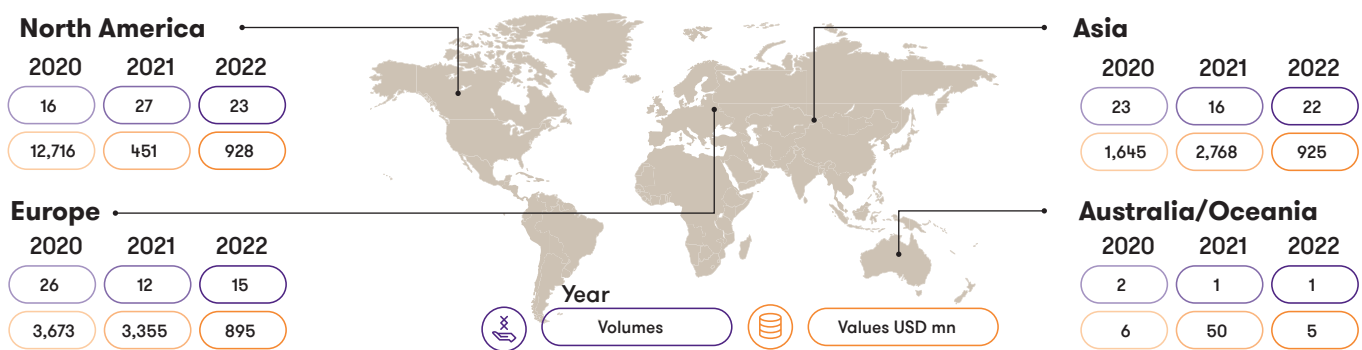 North America
2020 2021 2022
16 27 23
12,716 451 928
Europe
2020 2021 2022
26 12 15
3,673 3,355 895
Asia
2020 2021 2022
23 16 22
1,645 2,768 925
Australia/Oceania
2020 2021 2022
2 1 1
6 50 5
Year
Volumes
Values USD mn